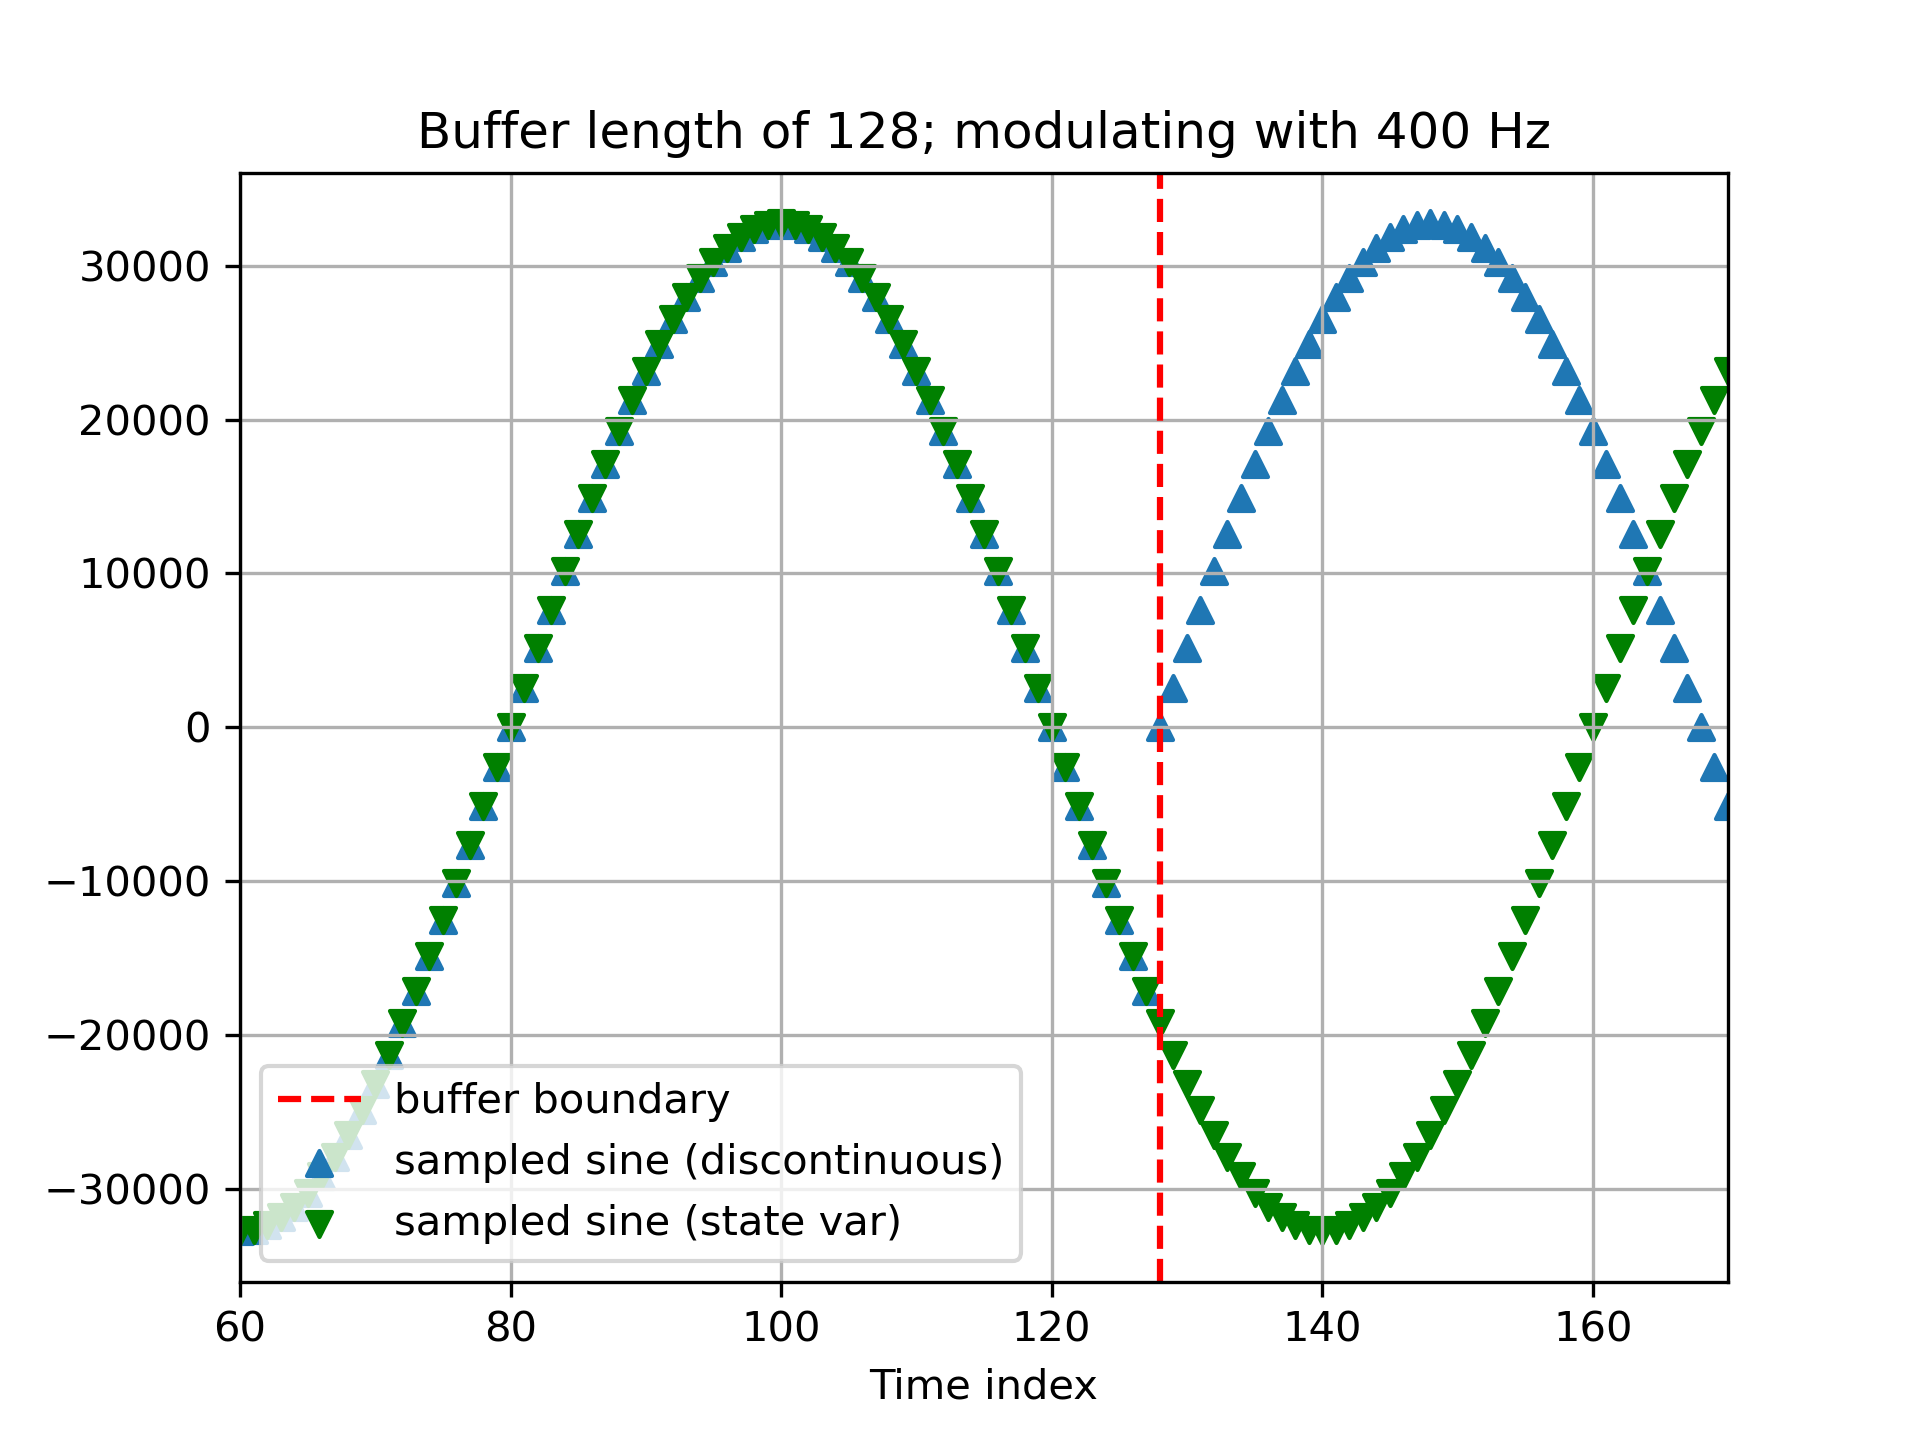 Buffer length of 128; modulating with 400 Hz
30000
20000
10000
0
−10000
−20000
−30000
buffer boundary
sampled sine (discontinuous)
sampled sine (state var)
60 80 100 120 140 160
Time index